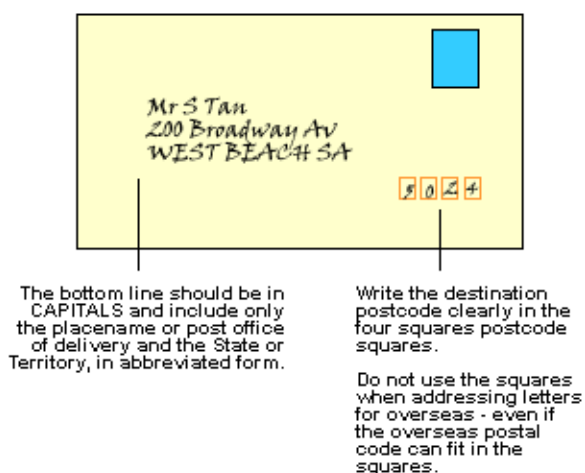 Mr S Tan
200 Broadway Av
WEST BEACH SA
5024
The bottom line should be in
CAPITALS and include only
the placename or post office
of delivery and the State or
Territory, in abbreviated form.
Write the destination
postcode clearly in the
four squares postcode
squares.
Do not use the squares
when addressing letters
for overseas - even if
the overseas postal
code can fit in the
squares.